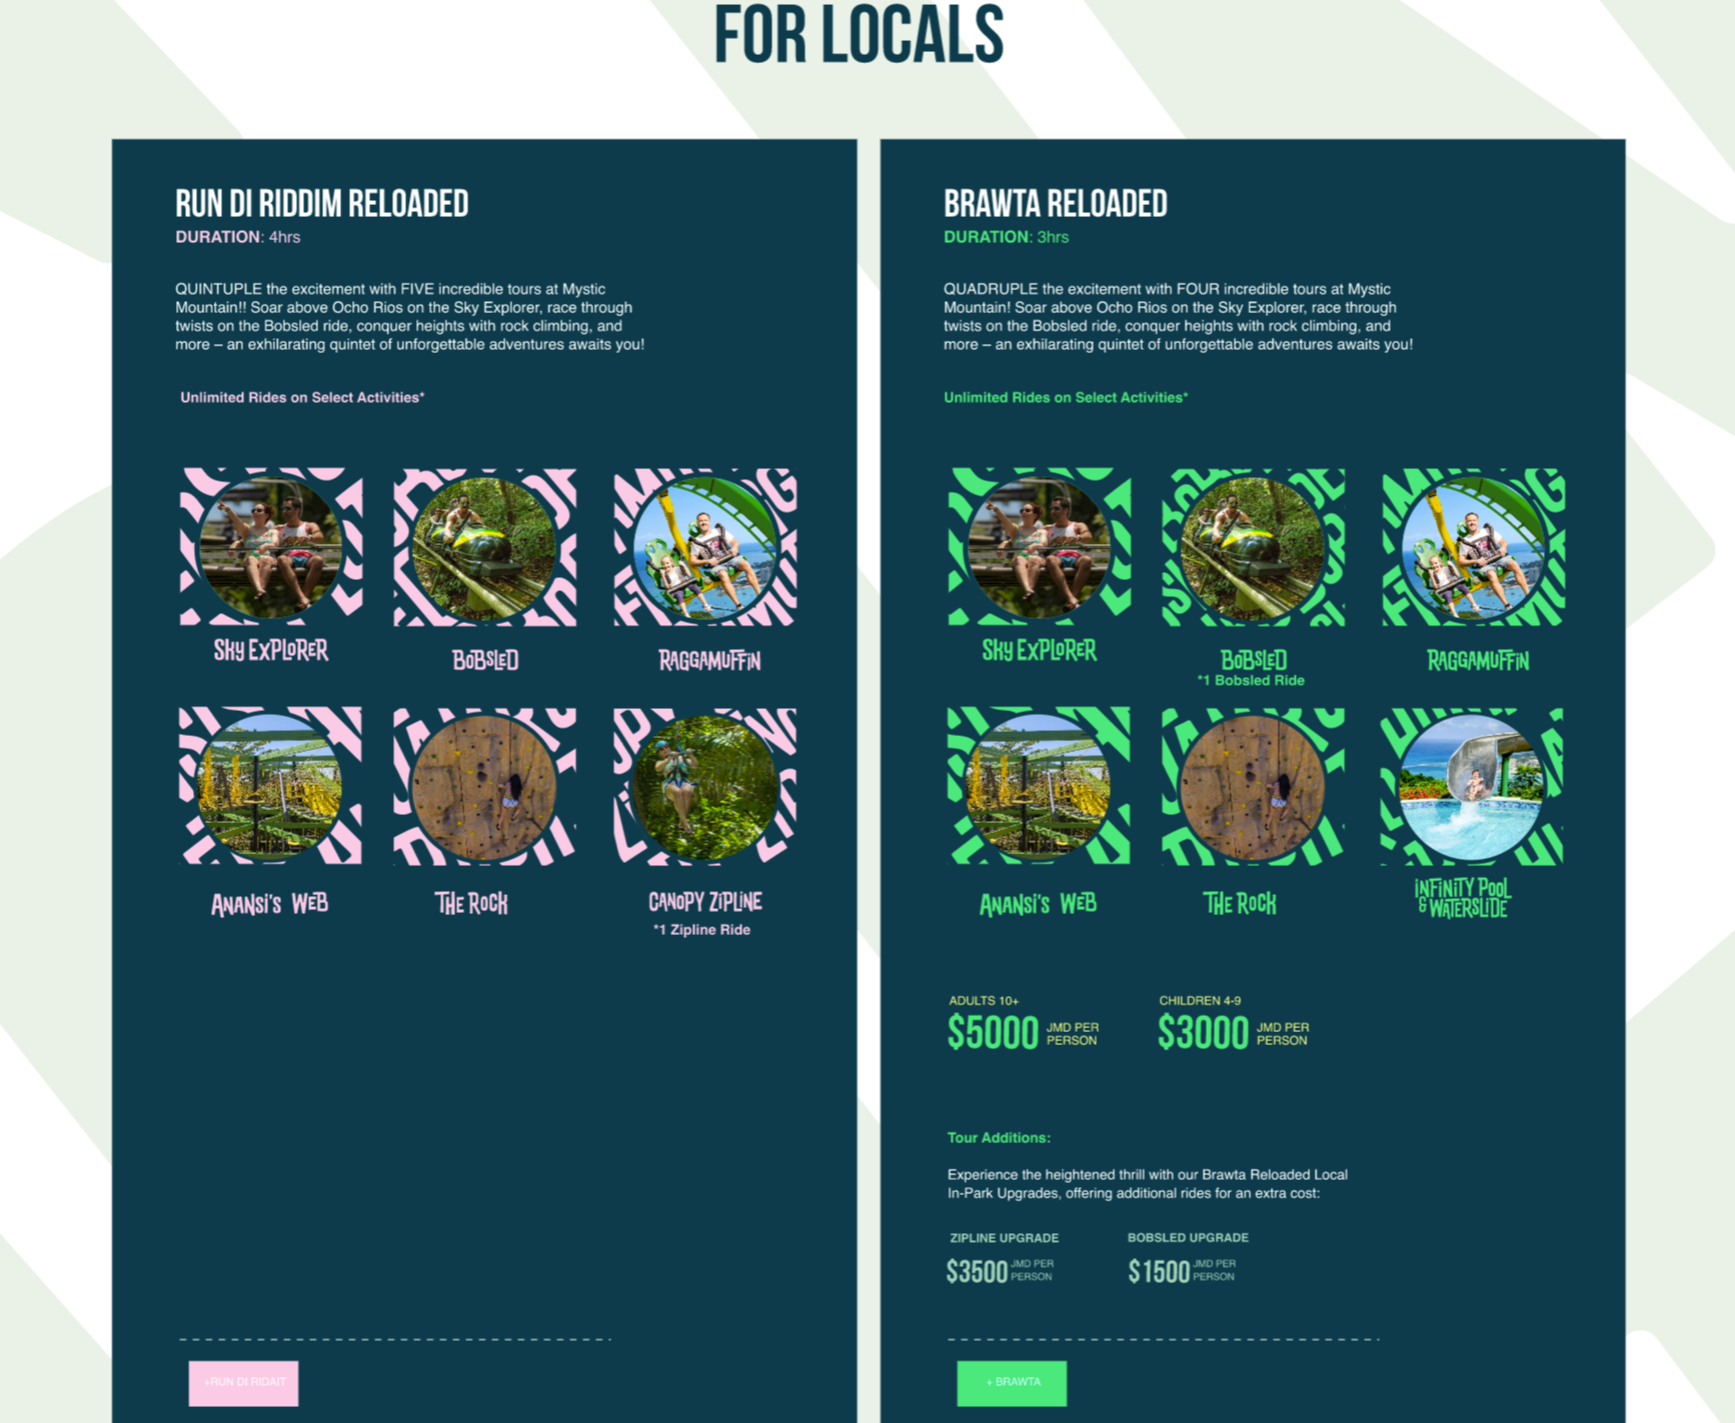 FOR LOCALS
RUN DI RIDDIM RELOADED
DURATION: 4hrs
QUINTUPLE the excitement with FIVE incredible tours at Mystic
Mountain!! Soar above Ocho Rios on the Sky Explorer, race through
twists on the Bobsled ride, conquer heights with rock climbing, and
more – an exhilarating quintet of unforgettable adventures awaits you!
Unlimited Rides on Select Activities*
SKY EXPLORER
BOBSLED
RAGGAMUFFIN
ANANSI'S WEB
THE ROCK
CANOPY ZIPLINE
*1 Zipline Ride
+RUN DI RIDAIT
BRAWTA RELOADED
DURATION: 3hrs
QUADRUPLE the excitement with FOUR incredible tours at Mystic
Mountain! Soar above Ocho Rios on the Sky Explorer, race through
twists on the Bobsled ride, conquer heights with rock climbing, and
more – an exhilarating quintet of unforgettable adventures awaits you!
Unlimited Rides on Select Activities*
SKY EXPLORER
BOBSLED
*1 Bobsled Ride
RAGGAMUFFIN
ANANSI'S WEB
THE ROCK
INFINITY POOL
& WATERSLIDE
ADULTS 10+
$5000 JMD PER
PERSON
CHILDREN 4-9
$3000 JMD PER
PERSON
Tour Additions:
Experience the heightened thrill with our Brawta Reloaded Local
In-Park Upgrades, offering additional rides for an extra cost:
ZIPLINE UPGRADE
$3500 JMD PER
PERSON
BOBSLED UPGRADE
$1500 JMD PER
PERSON
+ BRAWTA